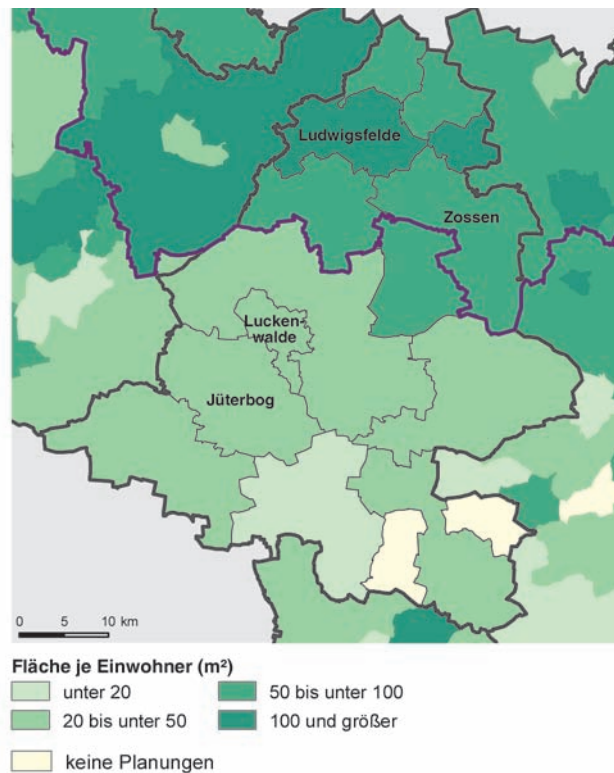 Ludwigsfelde
Zossen
Lucken-
walde
Jüterbog
0 5 10 km
Fläche je Einwohner (m²)
unter 20
50 bis unter 100
20 bis unter 50
100 und größer
keine Planungen